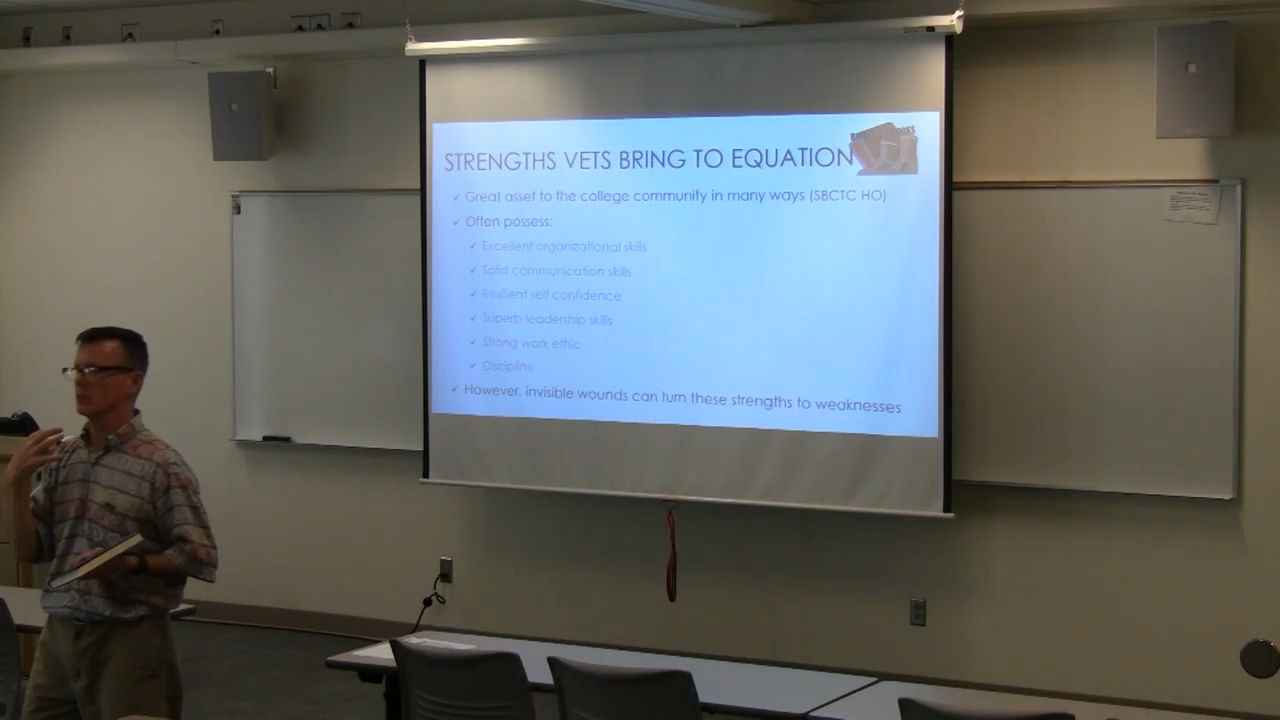 STRENGTHS VETS BRING TO EQUATION
✓ Great asset to the college community in many ways (SBCTC HO)
✓ Often possess:
✓ Excellent organizational skills
✓ Solid communication skills
✓ Resilient self confidence
✓ Superb leadership skills
✓ Strong work ethic
✓ Discipline
✓ However, invisible wounds can turn these strengths to weaknesses